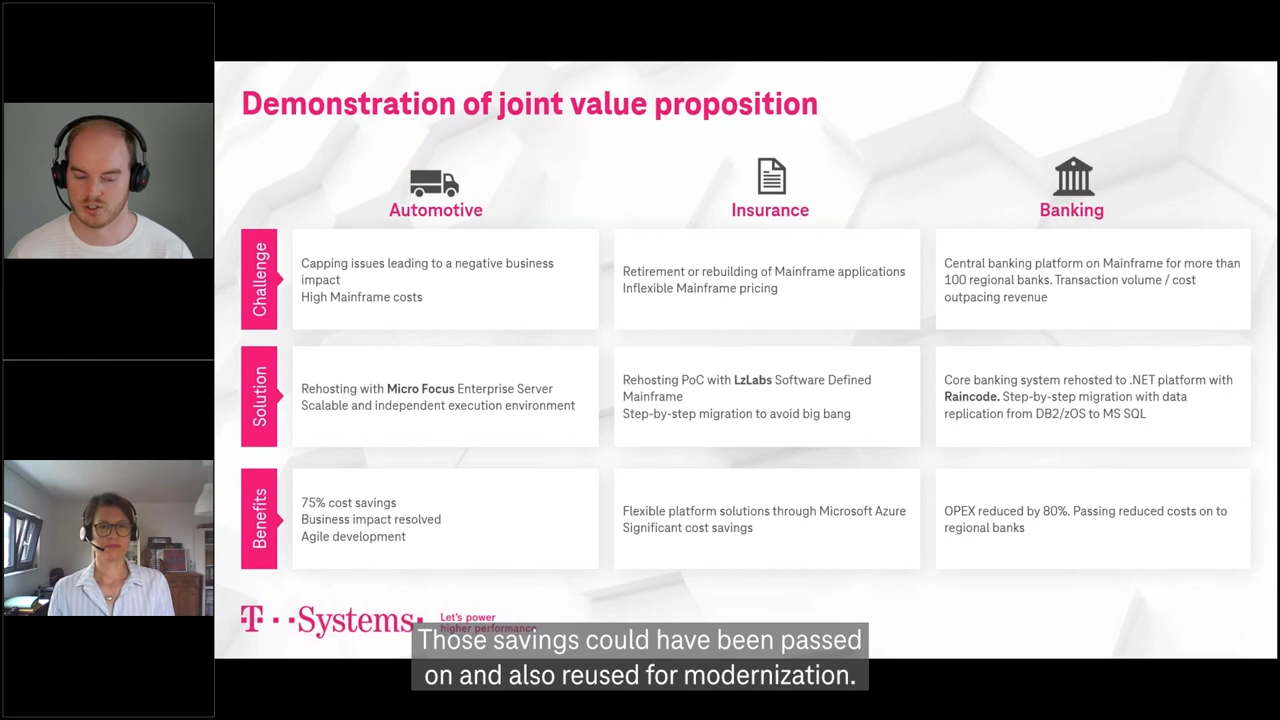 Demonstration of joint value proposition
Automotive
Insurance
Banking
Challenge
Capping issues leading to a negative business
impact
High Mainframe costs
Retirement or rebuilding of Mainframe applications
Inflexible Mainframe pricing
Central banking platform on Mainframe for more than
100 regional banks. Transaction volume / cost
outpacing revenue
Solution
Rehosting with Micro Focus Enterprise Server
Scalable and independent execution environment
Rehosting PoC with LzLabs Software Defined
Mainframe
Step-by-step migration to avoid big bang
Core banking system rehosted to .NET platform with
Raincode. Step-by-step migration with data
replication from DB2/zOS to MS SQL
Benefits
75% cost savings
Business impact resolved
Agile development
Flexible platform solutions through Microsoft Azure
Significant cost savings
OPEX reduced by 80%. Passing reduced costs on to
regional banks
T··Systems·
Let's power
higher performance
Those savings could have been passed
on and also reused for modernization.